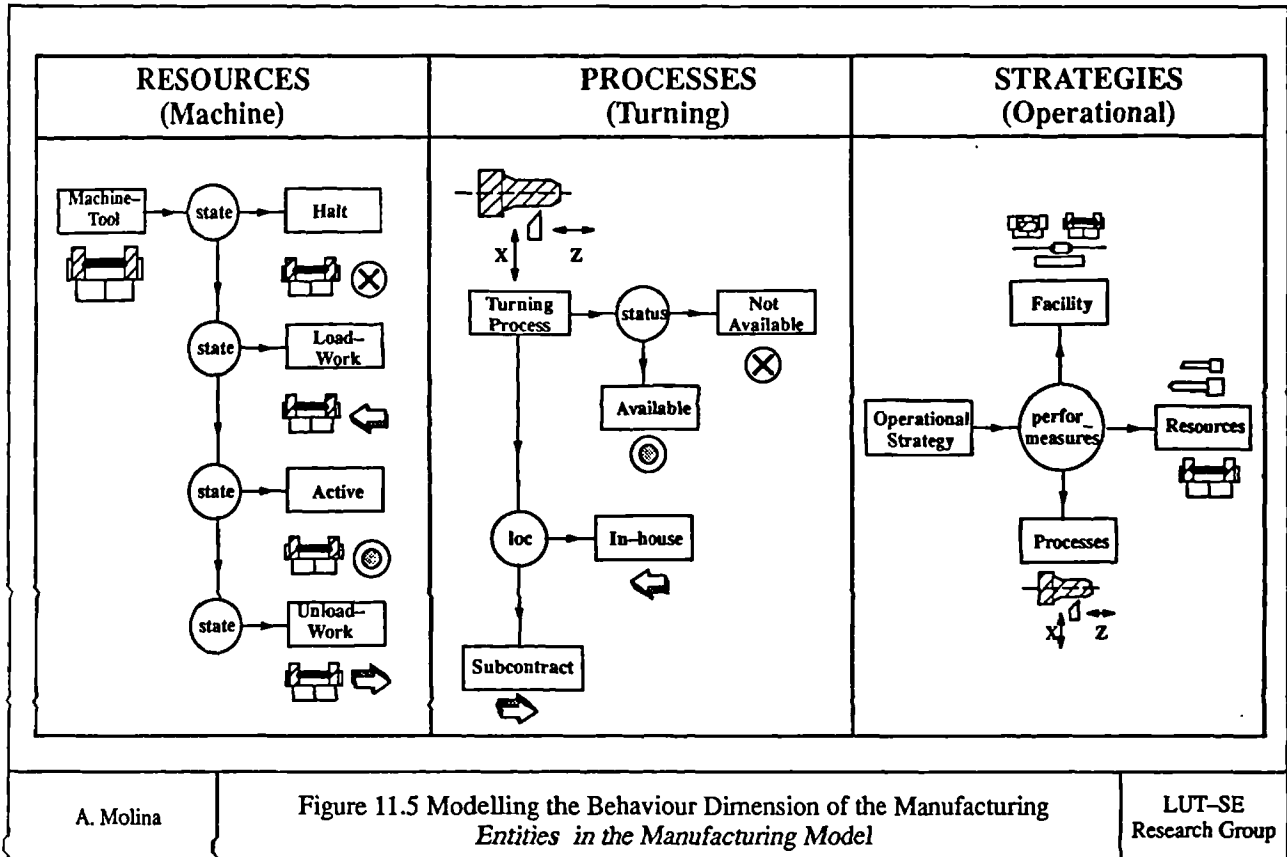 RESOURCES
(Machine)
PROCESSES
(Turning)
STRATEGIES
(Operational)
Machine–
Tool
state
Halt
state
Load–
Work
state
Active
state
Unload–
Work
X
Z
Turning
Process
status
Not
Available
Available
loc
In–house
Subcontract
Facility
Operational
Strategy
perfor_
measures
Resources
Processes
X
Z
A. Molina
Figure 11.5 Modelling the Behaviour Dimension of the Manufacturing
Entities in the Manufacturing Model
LUT–SE
Research Group